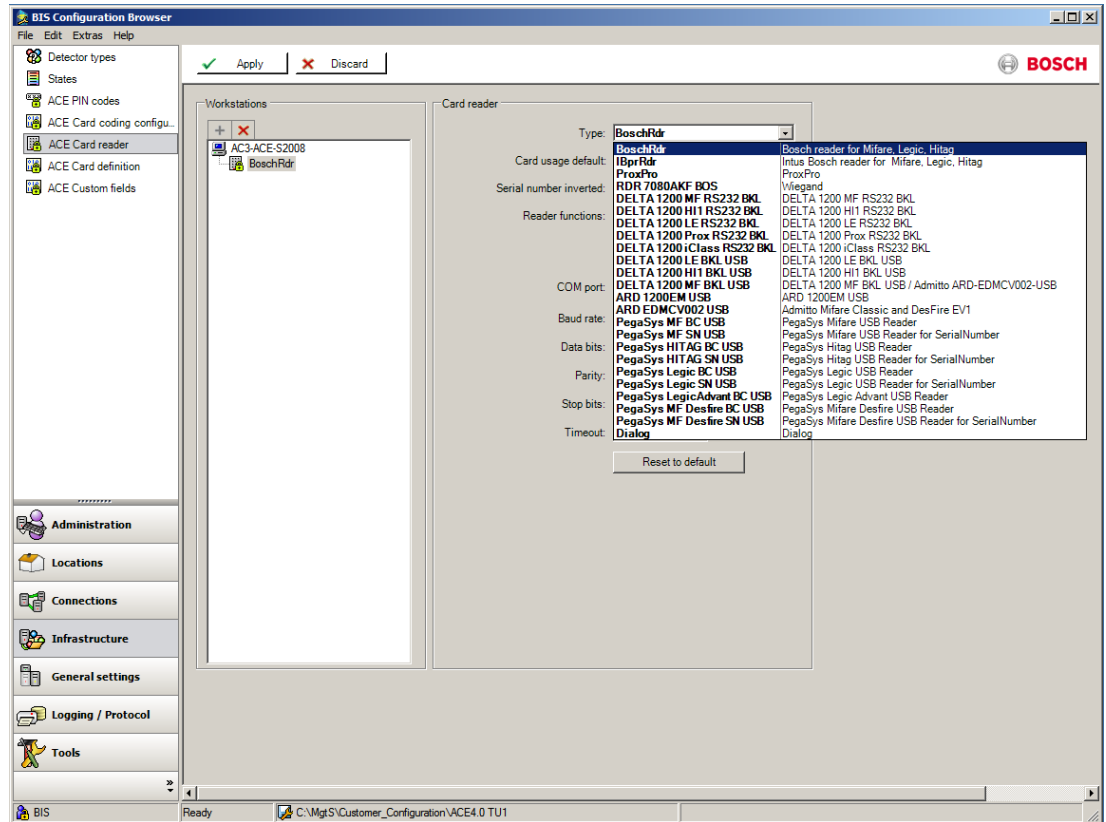 BIS Configuration Browser
File Edit Extras Help
Detector types
States
ACE PIN codes
ACE Card coding configu...
ACE Card reader
ACE Card definition
ACE Custom fields
Administration
Locations
Connections
Infrastructure
General settings
Logging / Protocol
Tools
»
Apply
Discard
BOSCH
Workstations
AC3-ACE-S2008
BoschRdr
Card reader
Type: BoschRdr
Card usage default:
Serial number inverted:
Reader functions:
COM port:
Baud rate:
Data bits:
Parity:
Stop bits:
Timeout:
BoschRdr Bosch reader for Mifare, Legic, Hitag
IBprRdr Intus Bosch reader for Mifare, Legic, Hitag
ProxPro ProxPro
RDR 7080AKF BOS Wiegand
DELTA 1200 MF RS232 BKL DELTA 1200 MF RS232 BKL
DELTA 1200 HI1 RS232 BKL DELTA 1200 HI1 RS232 BKL
DELTA 1200 LE RS232 BKL DELTA 1200 LE RS232 BKL
DELTA 1200 Prox RS232 BKL DELTA 1200 Prox RS232 BKL
DELTA 1200 iClass RS232 BKL DELTA 1200 iClass RS232 BKL
DELTA 1200 LE BKL USB DELTA 1200 LE BKL USB
DELTA 1200 HI1 BKL USB DELTA 1200 HI1 BKL USB
DELTA 1200 MF BKL USB DELTA 1200 MF BKL USB / Admitto ARD-EDMCV002-USB
ARD 1200EM USB ARD 1200EM USB
ARD EDMCV002 USB Admitto Mifare Classic and DesFire EV1
PegaSys MF BC USB PegaSys Mifare USB Reader
PegaSys MF SN USB PegaSys Mifare USB Reader for SerialNumber
PegaSys HITAG BC USB PegaSys Hitag USB Reader
PegaSys HITAG SN USB PegaSys Hitag USB Reader for SerialNumber
PegaSys Legic BC USB PegaSys Legic USB Reader
PegaSys Legic SN USB PegaSys Legic USB Reader for SerialNumber
PegaSys LegicAdvant BC USB PegaSys Legic Advant USB Reader
PegaSys MF Desfire BC USB PegaSys Mifare Desfire USB Reader
PegaSys MF Desfire SN USB PegaSys Mifare Desfire USB Reader for SerialNumber
Dialog Dialog
Reset to default
BIS
Ready
C:\MgtS\Customer_Configuration\ACE4.0 TU1